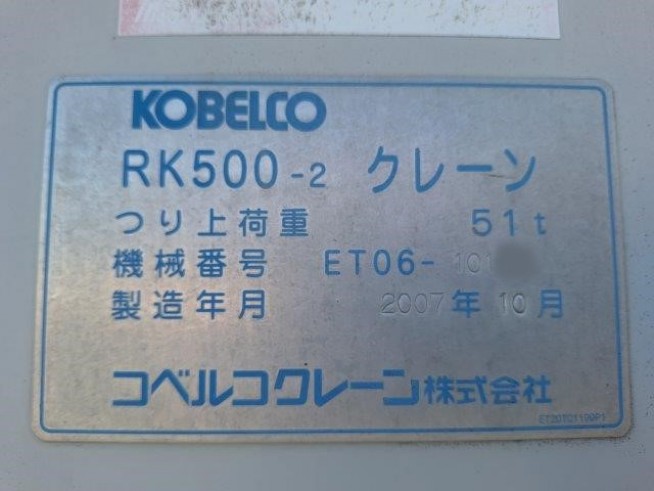 KOBELCO
RK500-2 クレーン
つり上荷重 51t
機械番号 ET06-10
製造年月 2007年10月
コベルコクレーン株式会社